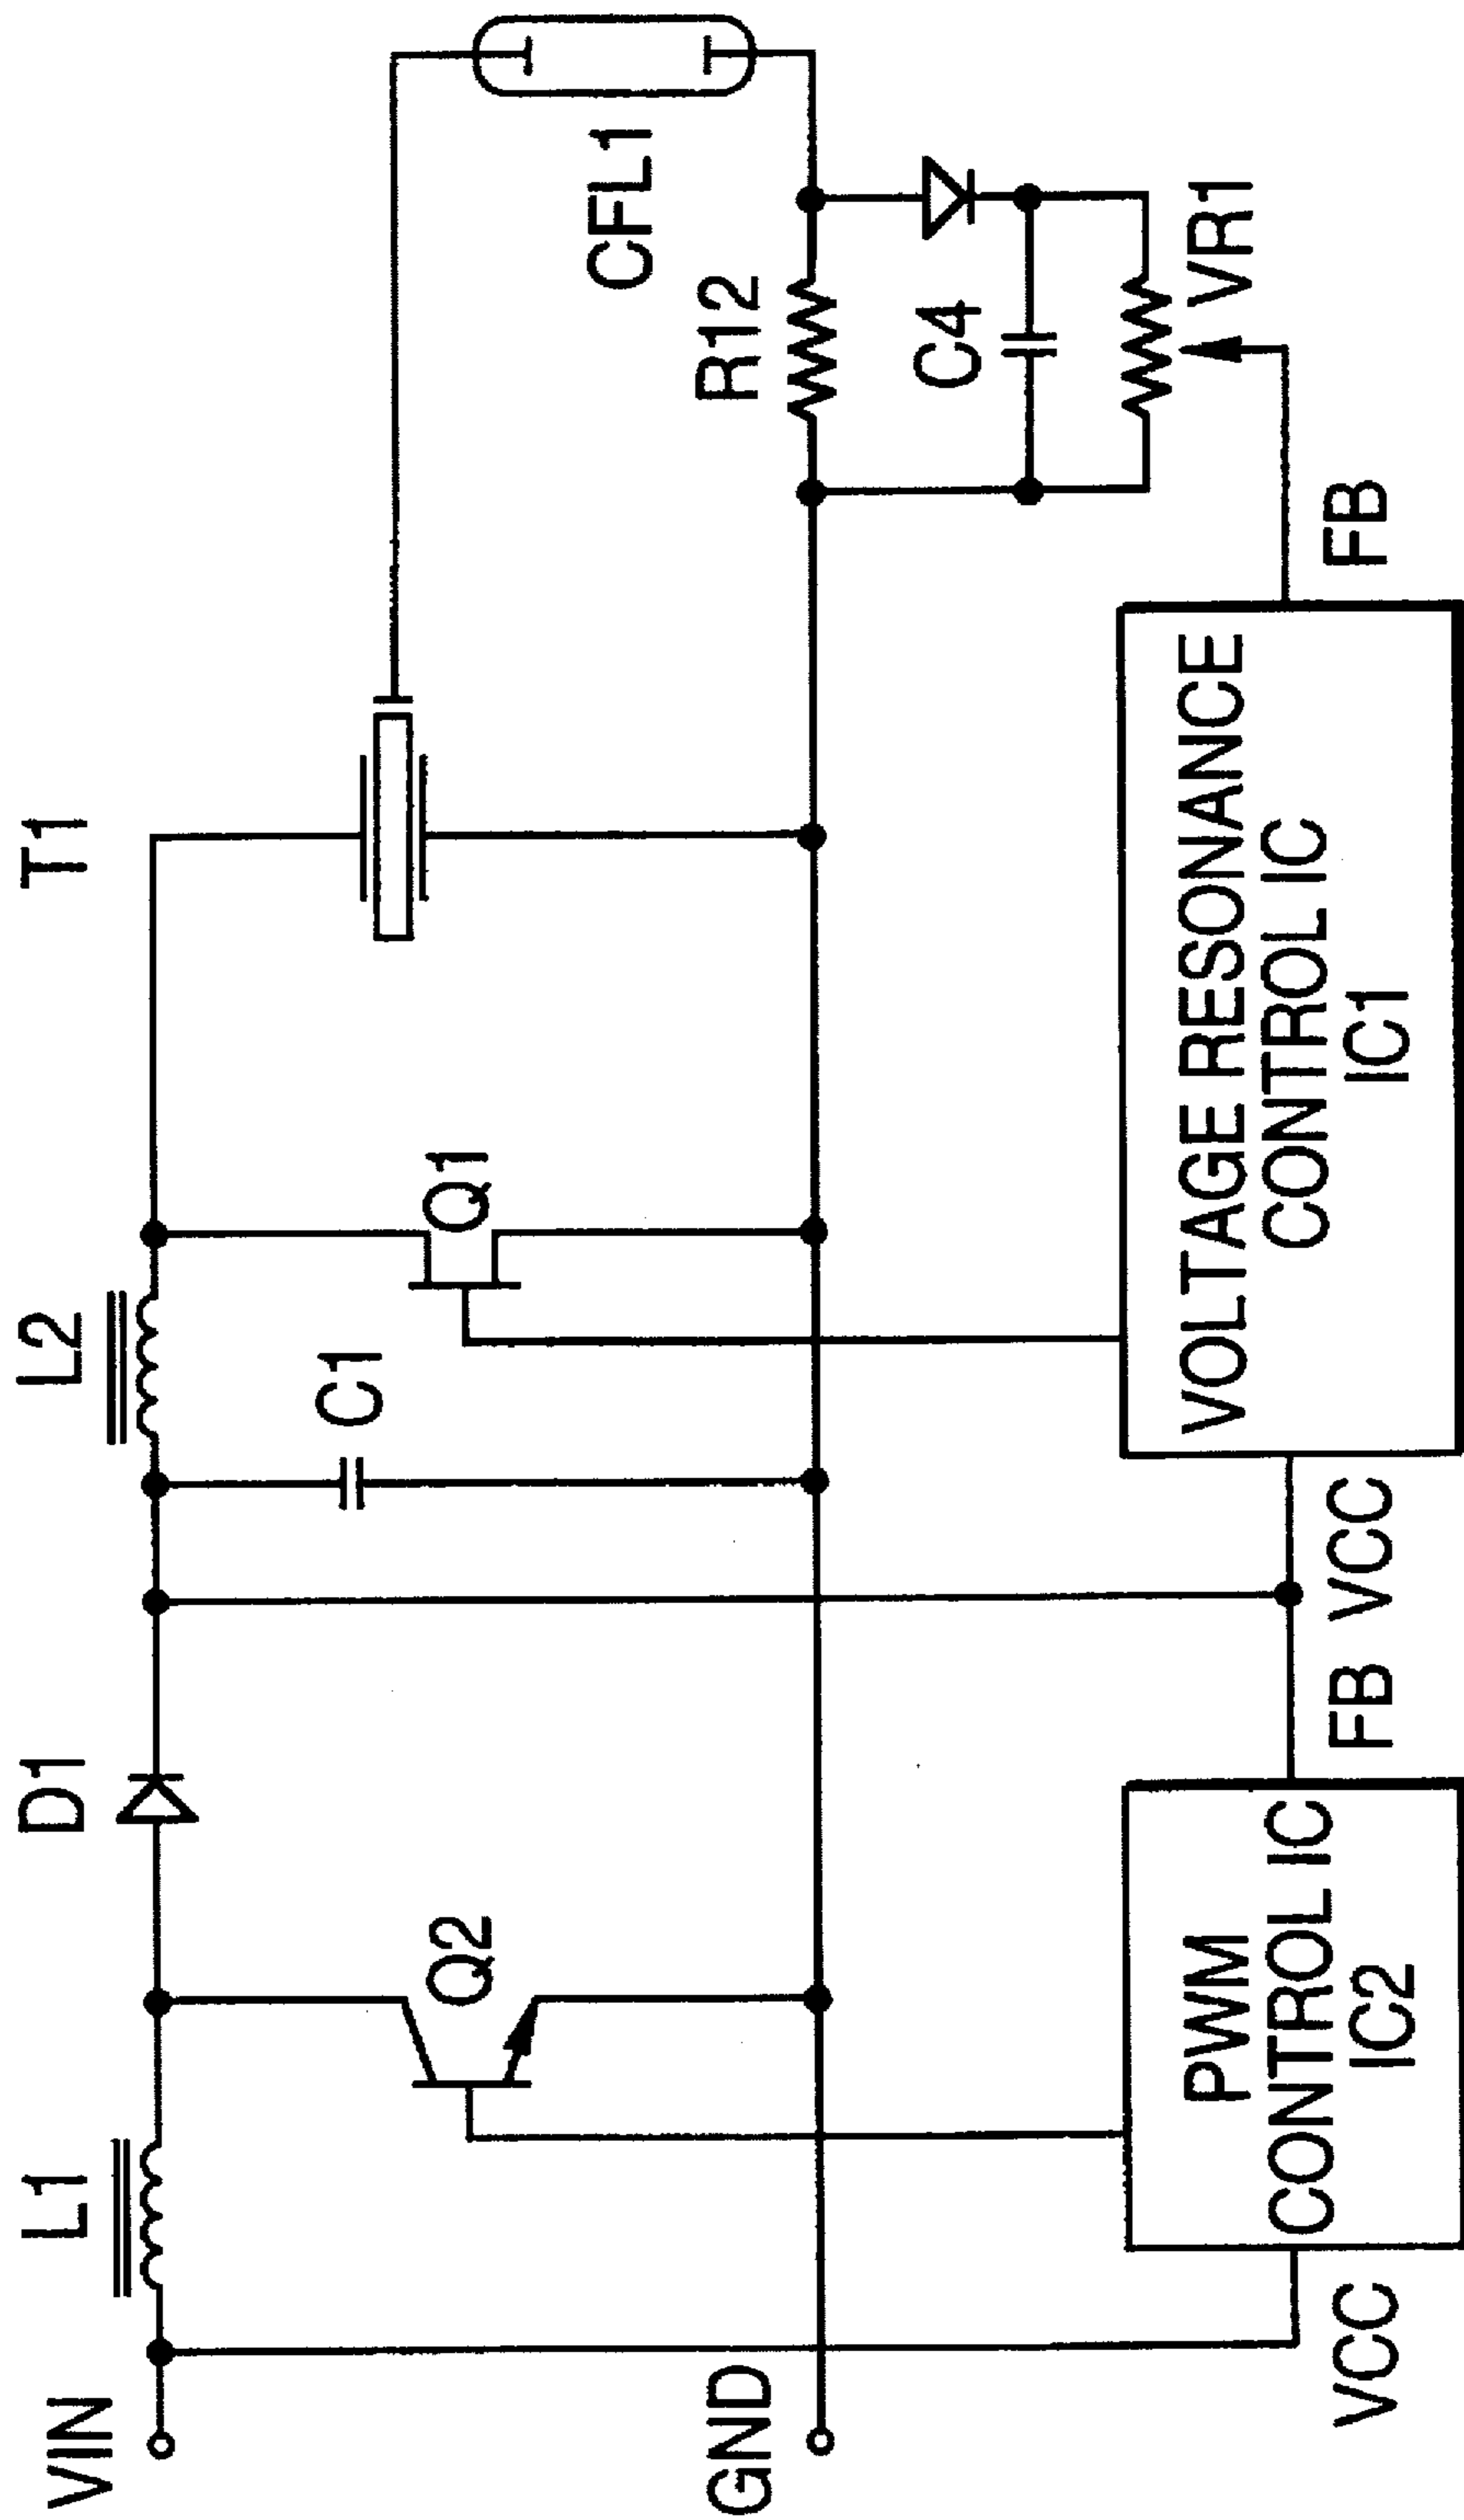 L1
D1
L2
T1
VIN
Q2
C1
Q1
CFL1
R12
GND
C4
VR1
PWM
CONTROL IC
IC2
VOLTAGE RESONANCE
CONTROL IC
IC1
VCC
FB
VCC
FB